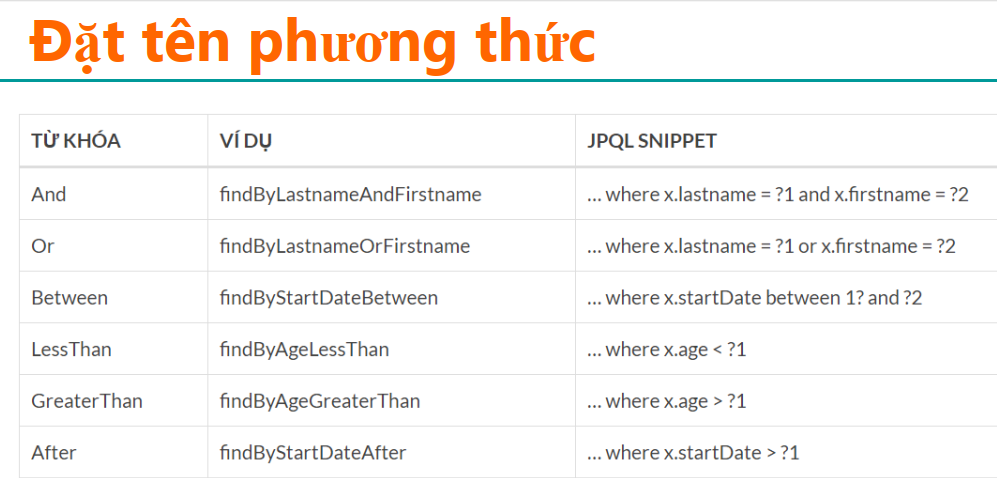 Đặt tên phương thức
TỪ KHÓA VÍ DỤ JPQL SNIPPET
And findByLastnameAndFirstname … where x.lastname = ?1 and x.firstname = ?2
Or findByLastnameOrFirstname … where x.lastname = ?1 or x.firstname = ?2
Between findByStartDateBetween … where x.startDate between 1? and ?2
LessThan findByAgeLessThan … where x.age < ?1
GreaterThan findByAgeGreaterThan … where x.age > ?1
After findByStartDateAfter … where x.startDate > ?1